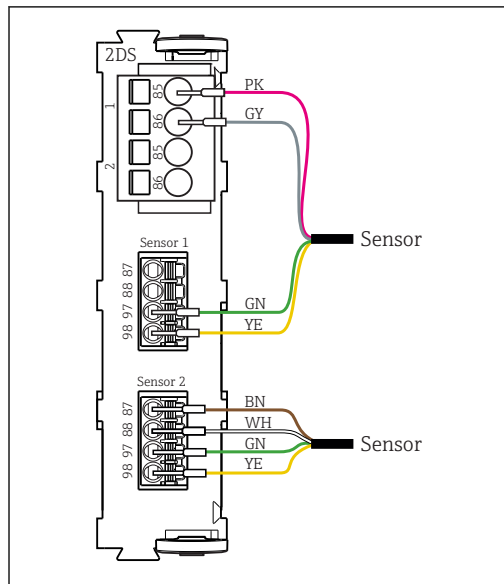 2DS
1
85
PK
86
GY
2
85
86
Sensor
Sensor 1
87
88
97
GN
98
YE
Sensor 2
87
BN
88
WH
97
GN
Sensor
98
YE